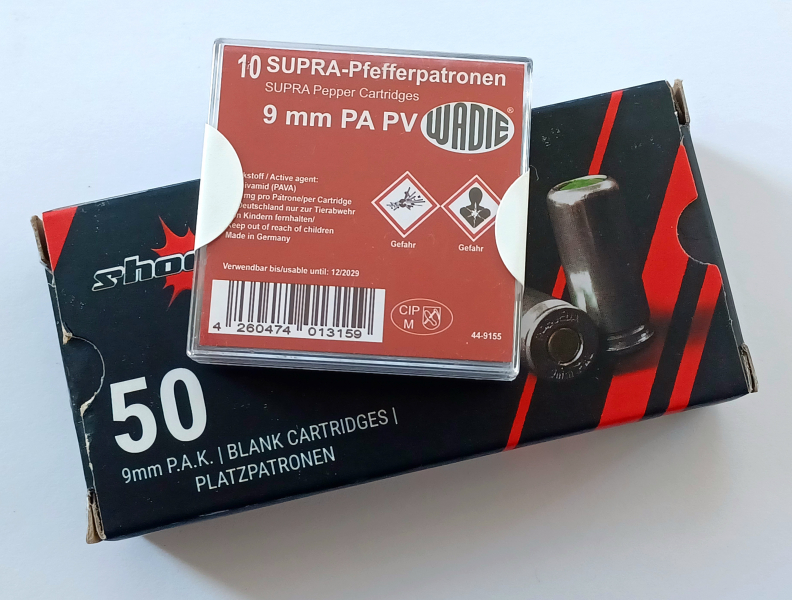 10 SUPRA-Pfefferpatronen
SUPRA Pepper Cartridges
9 mm PA PV WADIE®
/ Active agent:
(PAVA)
pro Patrone/per Cartridge
Deutschland nur zur Tierabwehr
Kindern fernhalten/
Keep out of reach of children
Made in Germany
Gefahr
Gefahr
Verwendbar bis/usable until: 12/2029
4 260474 013159
CIP
M
44-9155
50
9mm P.A.K. | BLANK CARTRIDGES |
PLATZPATRONEN